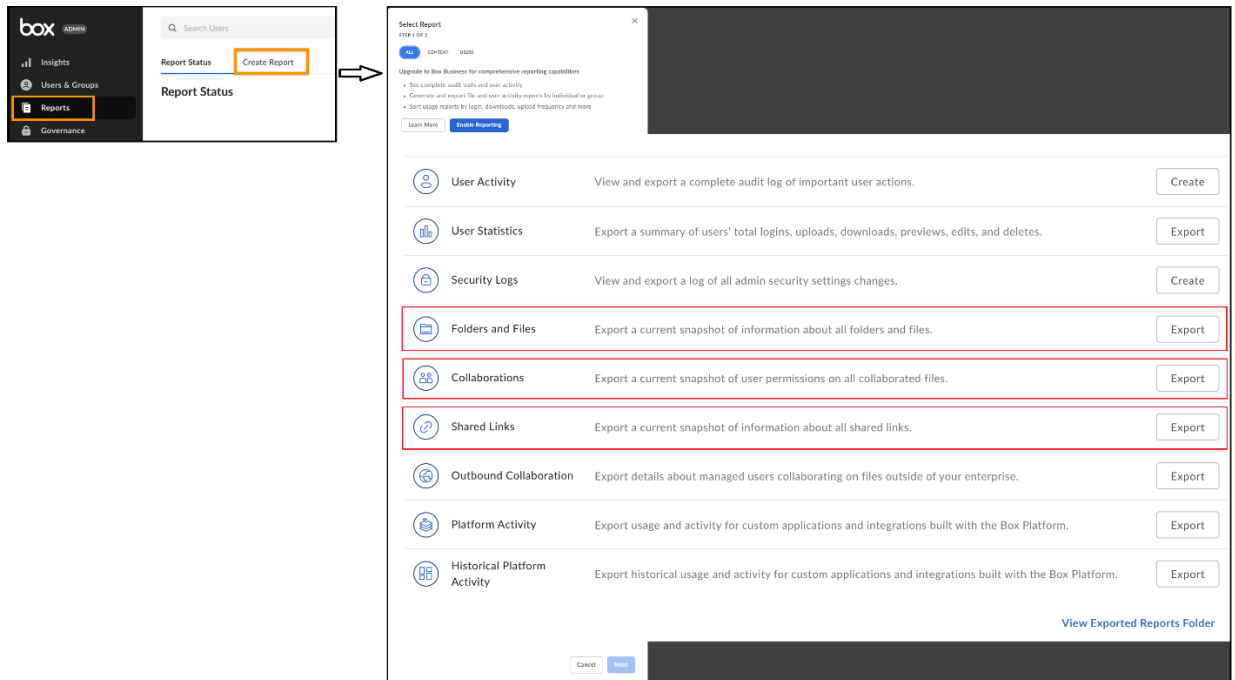 box ADMIN
Search Users
Insights
Users & Groups
Reports
Governance
Report Status
Create Report
Report Status
Select Report
STEP 1 OF 2
ALL CONTENT USERS
Upgrade to Box Business for comprehensive reporting capabilities
• See complete audit trails and user activity
• Generate and export file and user activity reports by individual or group
• Sort usage reports by login, downloads, upload frequency and more
Learn More Enable Reporting
User Activity View and export a complete audit log of important user actions. Create
User Statistics Export a summary of users' total logins, uploads, downloads, previews, edits, and deletes. Export
Security Logs View and export a log of all admin security settings changes. Create
Folders and Files Export a current snapshot of information about all folders and files. Export
Collaborations Export a current snapshot of user permissions on all collaborated files. Export
Shared Links Export a current snapshot of information about all shared links. Export
Outbound Collaboration Export details about managed users collaborating on files outside of your enterprise. Export
Platform Activity Export usage and activity for custom applications and integrations built with the Box Platform. Export
Historical Platform
Activity Export historical usage and activity for custom applications and integrations built with the Box Platform. Export
View Exported Reports Folder
Cancel Next